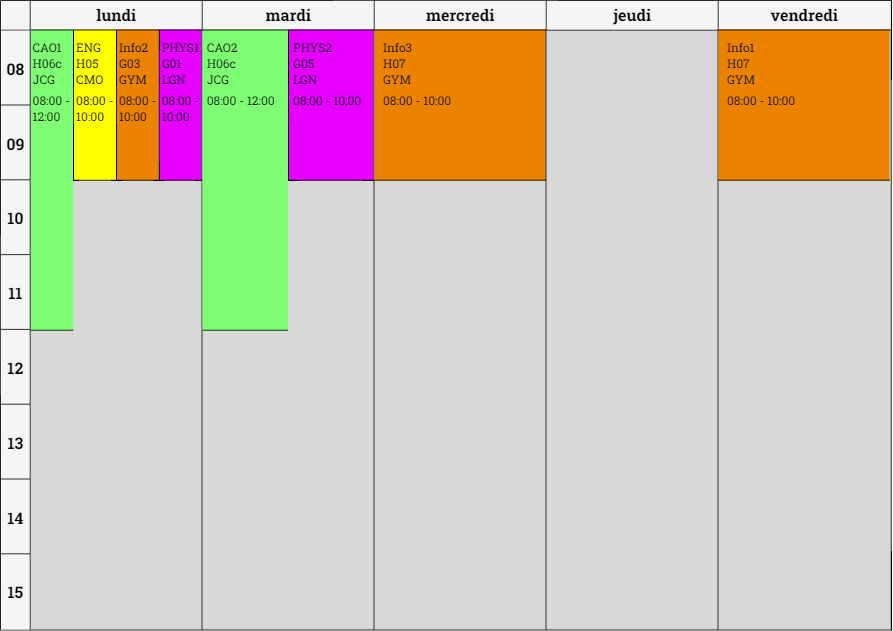 lundi mardi mercredi jeudi vendredi
08
09
10
11
12
13
14
15
CAO1
H06c
JCG
08:00 -
12:00
ENG
H05
CMO
08:00 -
10:00
Info2
G03
GYM
08:00 -
10:00
PHYS1
G01
LGN
08:00 -
10:00
CAO2
H06c
JCG
08:00 - 12:00
PHYS2
G05
LGN
08:00 - 10:00
Info3
H07
GYM
08:00 - 10:00
Info1
H07
GYM
08:00 - 10:00